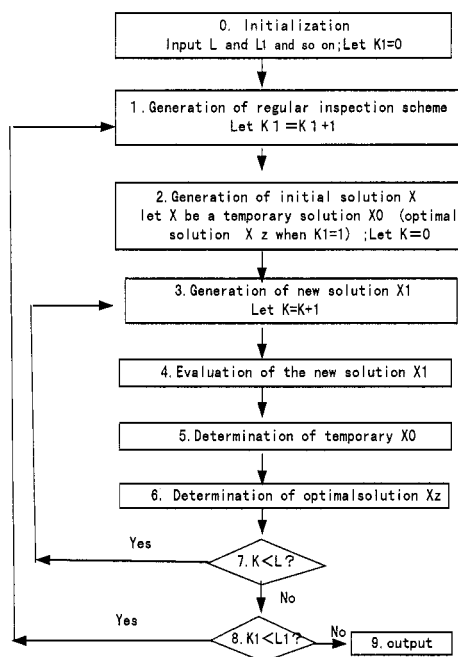 0. Initialization
Input L and L1 and so on;Let K1=0
1.Generation of regular inspection scheme
Let K1=K1+1
2.Generation of initial solution X
let X be a temporary solution X0 (optimal
solution X z when K1=1) ;Let K=0
3.Generation of new solution X1
Let K=K+1
4.Evaluation of the new solution X1
5.Determination of temporary X0
6. Determination of optimalsolution Xz
Yes
7.K<L?
No
Yes
8.K1<L1?
No
9.output